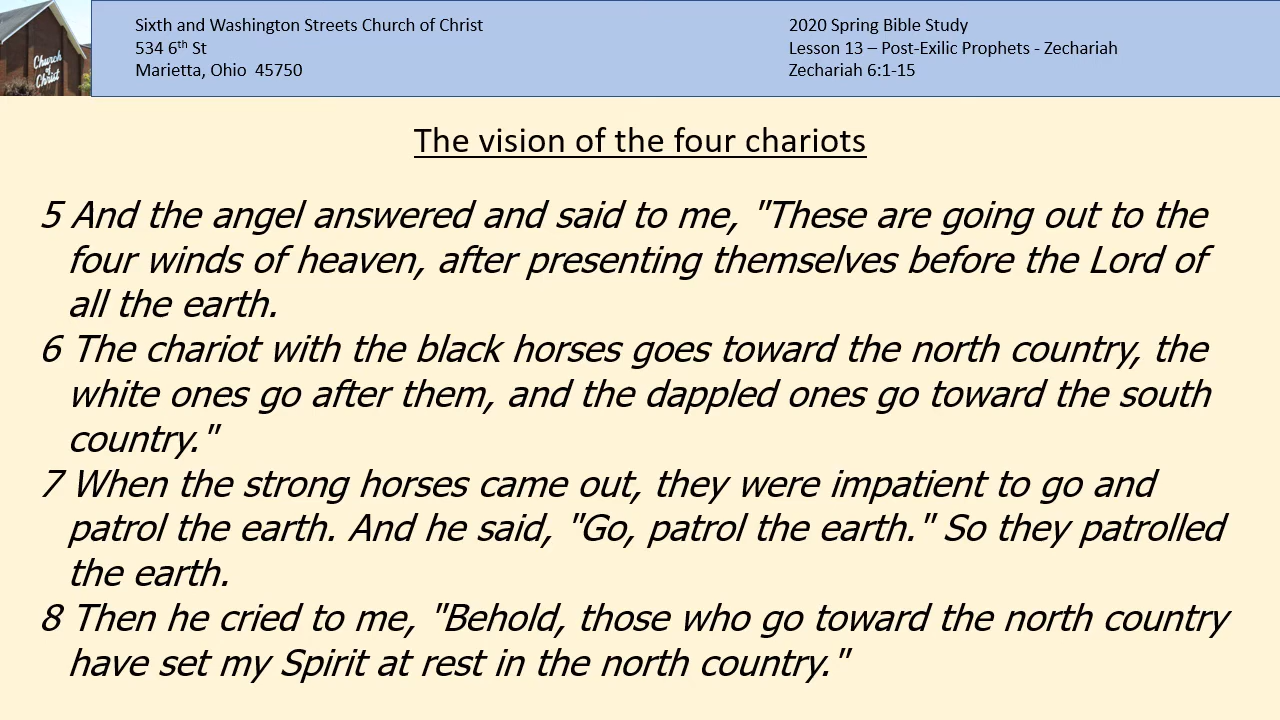 Church
of
Christ
Sixth and Washington Streets Church of Christ
534 6th St
Marietta, Ohio  45750
2020 Spring Bible Study
Lesson 13 – Post-Exilic Prophets - Zechariah
Zechariah 6:1-15
The vision of the four chariots
5 And the angel answered and said to me, "These are going out to the
four winds of heaven, after presenting themselves before the Lord of
all the earth.
6 The chariot with the black horses goes toward the north country, the
white ones go after them, and the dappled ones go toward the south
country."
7 When the strong horses came out, they were impatient to go and
patrol the earth. And he said, "Go, patrol the earth." So they patrolled
the earth.
8 Then he cried to me, "Behold, those who go toward the north country
have set my Spirit at rest in the north country."